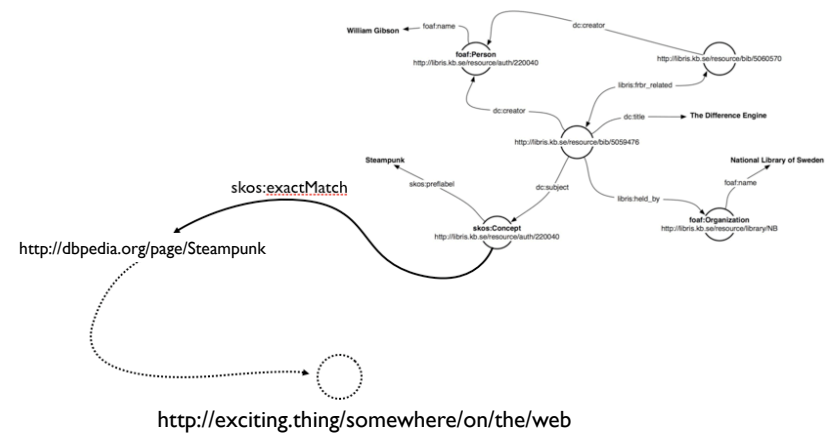 William Gibson
foaf:name
dc:creator
foaf:Person
http://libris.kb.se/resource/auth/220040
http://libris.kb.se/resource/bib/5060570
libris:frbr_related
dc:creator
dc:title
The Difference Engine
http://libris.kb.se/resource/bib/5059476
Steampunk
National Library of Sweden
skos:exactMatch
skos:preflabel
dc:subject
foaf:name
libris:held_by
foaf:Organization
http://libris.kb.se/resource/library/NB
skos:Concept
http://libris.kb.se/resource/auth/220040
http://dbpedia.org/page/Steampunk
http://exciting.thing/somewhere/on/the/web